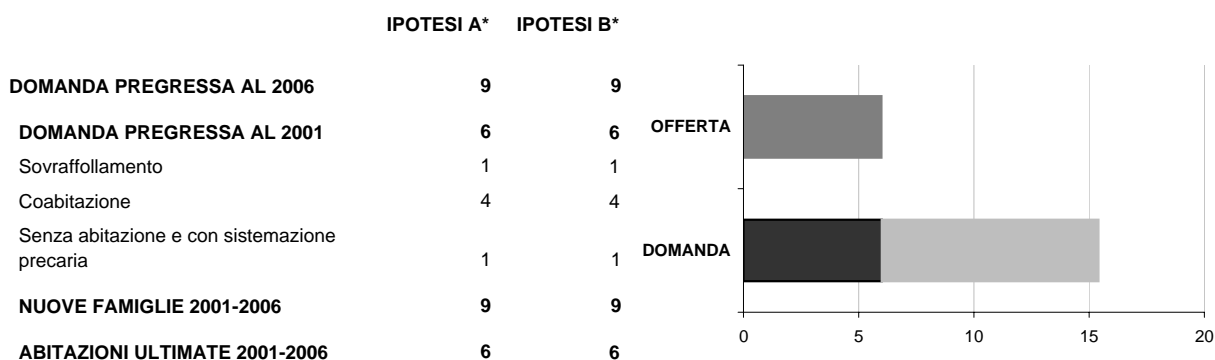 IPOTESI A* IPOTESI B*
DOMANDA PREGRESSA AL 2006 9 9
DOMANDA PREGRESSA AL 2001 6 6
Sovraffollamento 1 1
Coabitazione 4 4
Senza abitazione e con sistemazione
precaria 1 1
NUOVE FAMIGLIE 2001-2006 9 9
ABITAZIONI ULTIMATE 2001-2006 6 6
OFFERTA
DOMANDA
0 5 10 15 20